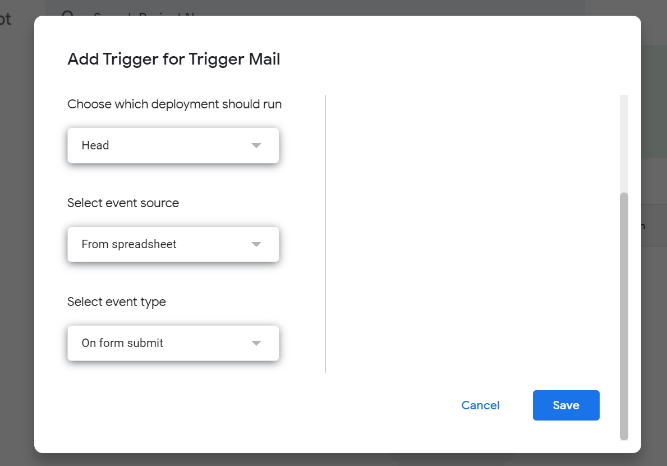 Add Trigger for Trigger Mail
Choose which deployment should run
Head
Select event source
From spreadsheet
Select event type
On form submit
Cancel
Save